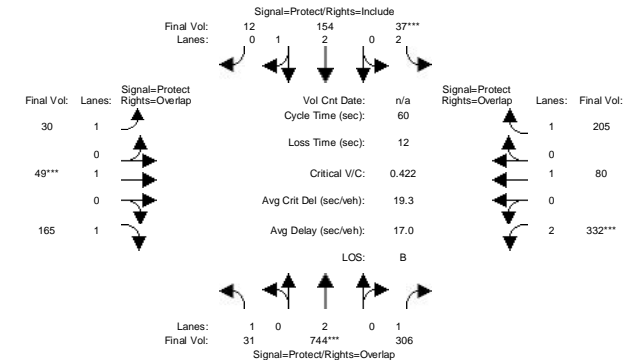 Signal=Protect/Rights=Include
Final Vol: 12 154 37***
Lanes: 0 1 2 0 2
Signal=Protect Signal=Protect
Final Vol: Lanes: Rights=Overlap Vol Cnt Date: n/a Rights=Overlap Lanes: Final Vol:
Cycle Time (sec): 60
30 1 1 205
Loss Time (sec): 12
0 0
49*** 1 Critical V/C: 0.422 1 80
0 Avg Crit Del (sec/veh): 19.3 0
165 1 Avg Delay (sec/veh): 17.0 2 332***
LOS: B
Lanes: 1 0 2 0 1
Final Vol: 31 744*** 306
Signal=Protect/Rights=Overlap